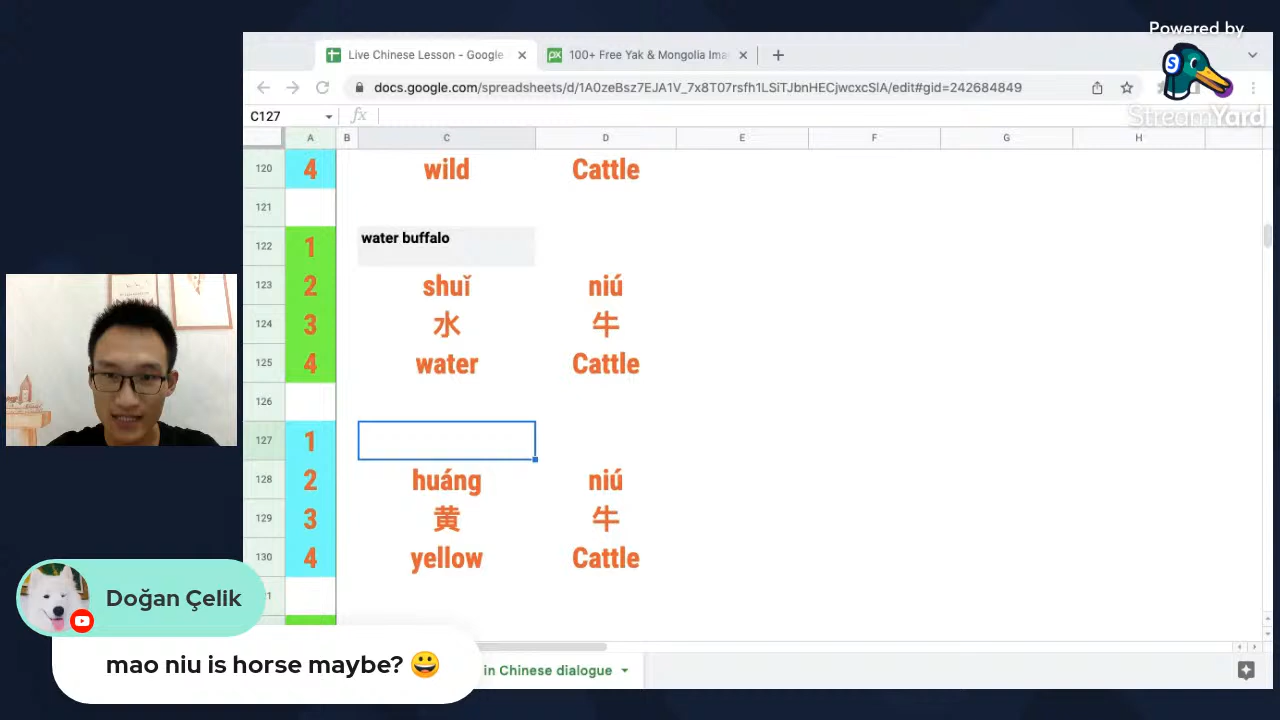 Powered by
StreamYard
Live Chinese Lesson - Google
100+ Free Yak & Mongolia Ima
docs.google.com/spreadsheets/d/1A0zeBsz7EJA1V_7x8T07rsfh1LSiTJbnHECjwcxcSlA/edit#gid=242684849
C127
fx
A B C D E F G H
120 4 wild Cattle
121
122 1 water buffalo
123 2 shuǐ niú
124 3 水 牛
125 4 water Cattle
126
127 1
128 2 huáng niú
129 3 黄 牛
130 4 yellow Cattle
Doğan Çelik
mao niu is horse maybe? 😀
in Chinese dialogue